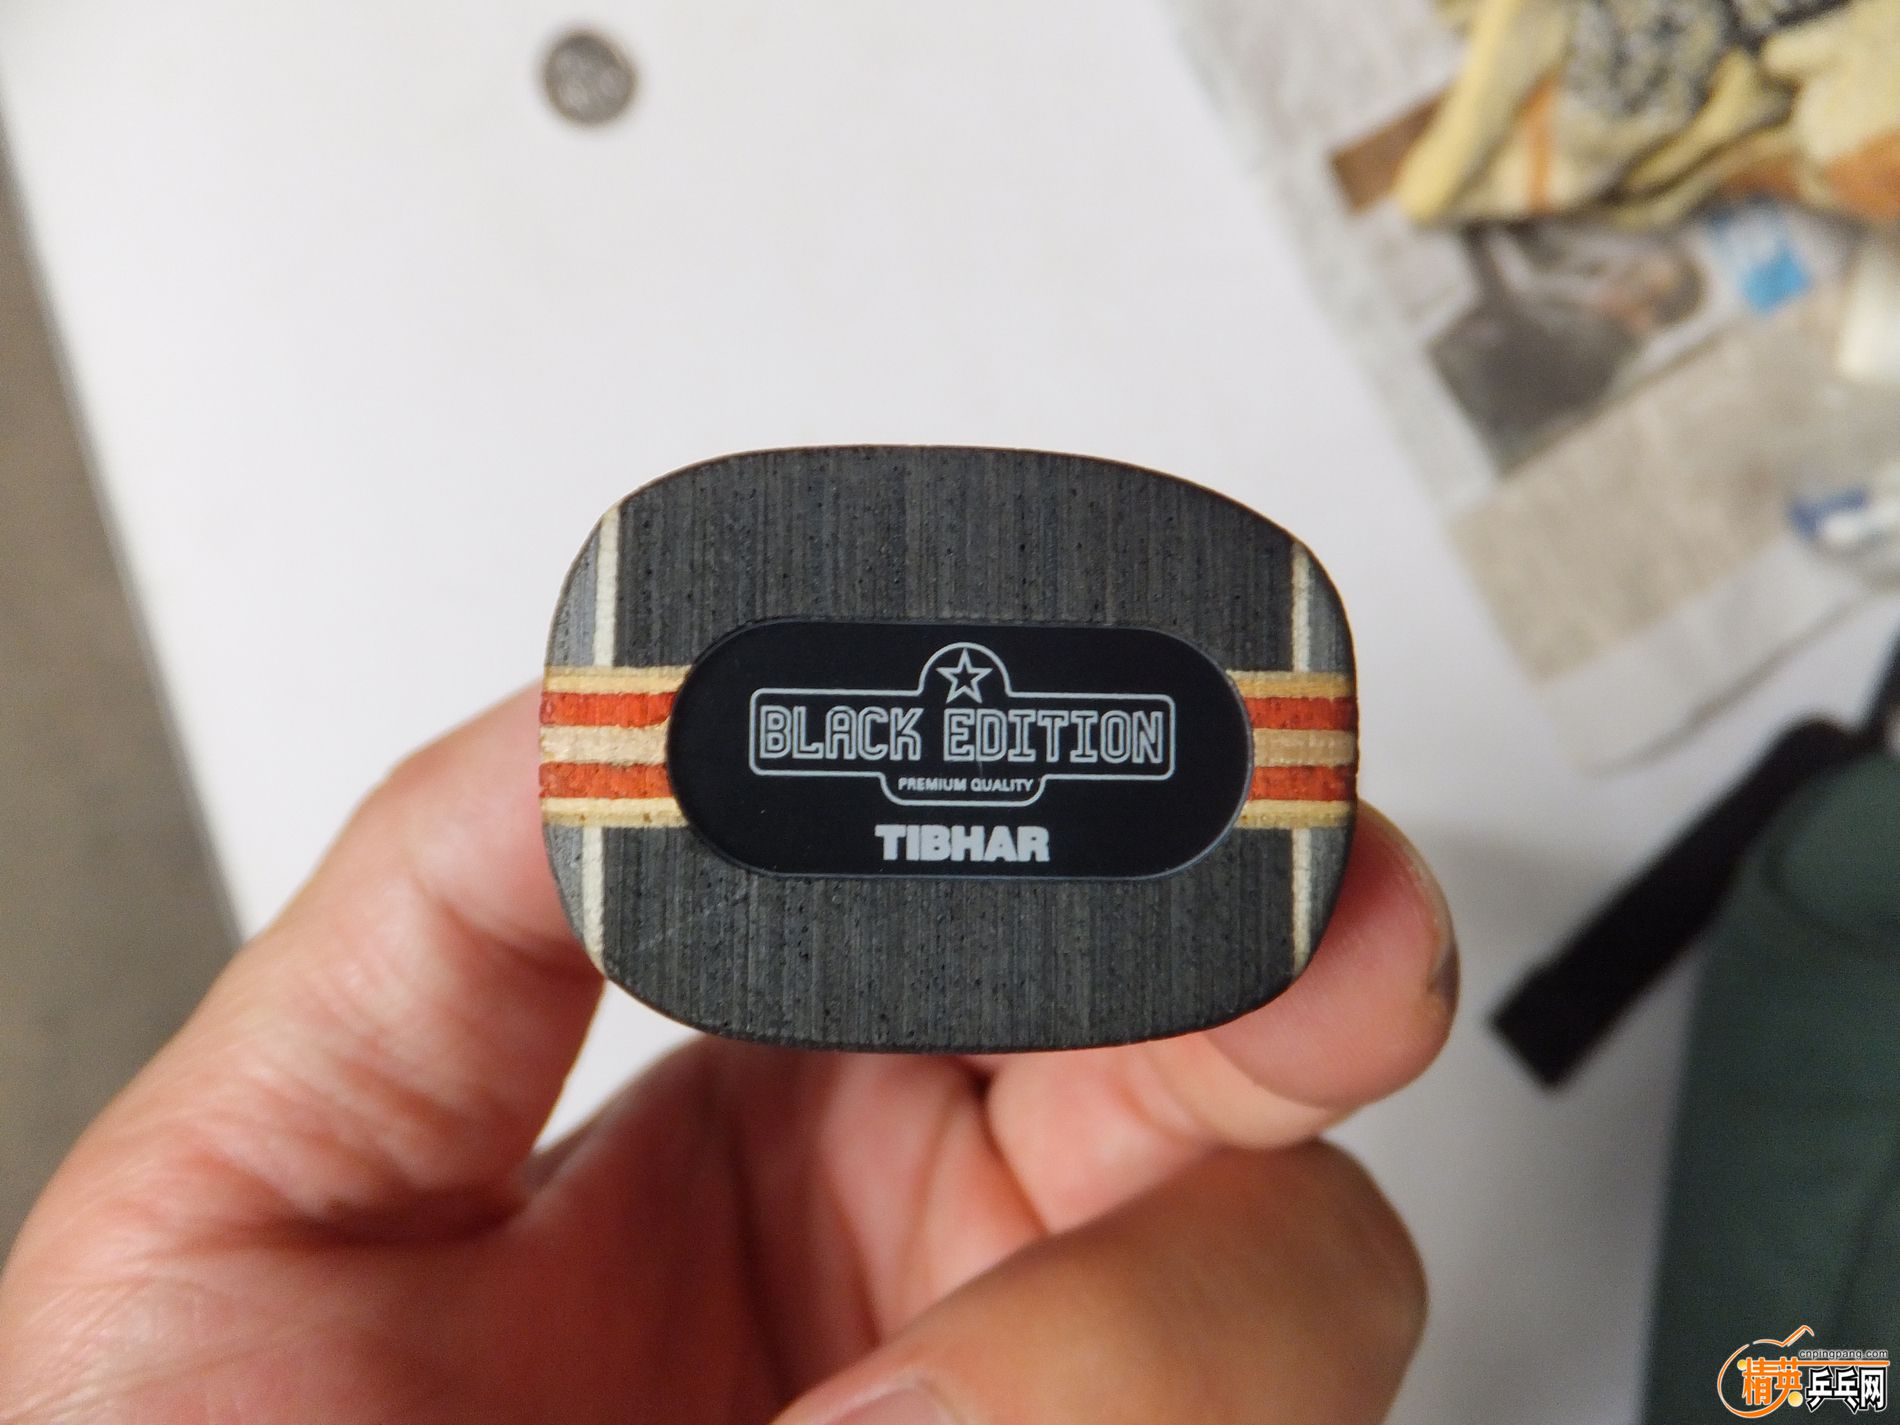 BLACK EDITION
PREMIUM QUALITY
TIBHAR
cnpingpang.com
精英乒乓网